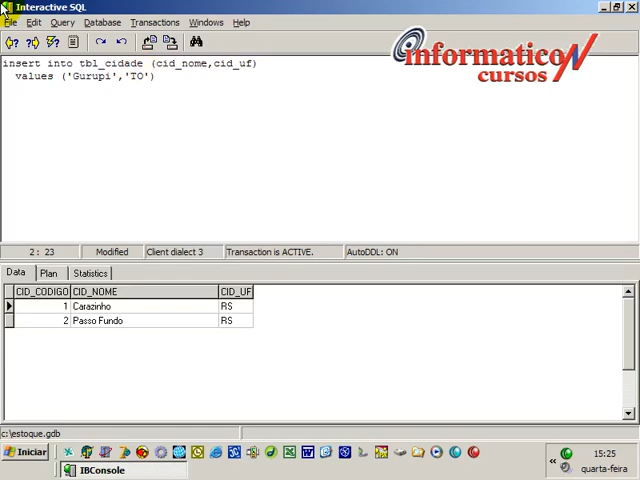 Interactive SQL
File Edit Query Database Transactions Windows Help
informaticon
cursos
insert into tbl_cidade (cid_nome,cid_uf)
values ('Gurupi','TO')
2 : 23 Modified Client dialect 3 Transaction is ACTIVE. AutoDDL: ON
Data Plan Statistics
CID_CODIGO CID_NOME CID_UF
1 Carazinho RS
2 Passo Fundo RS
c:\estoque.gdb
Iniciar
15:25
IBConsole
quarta-feira